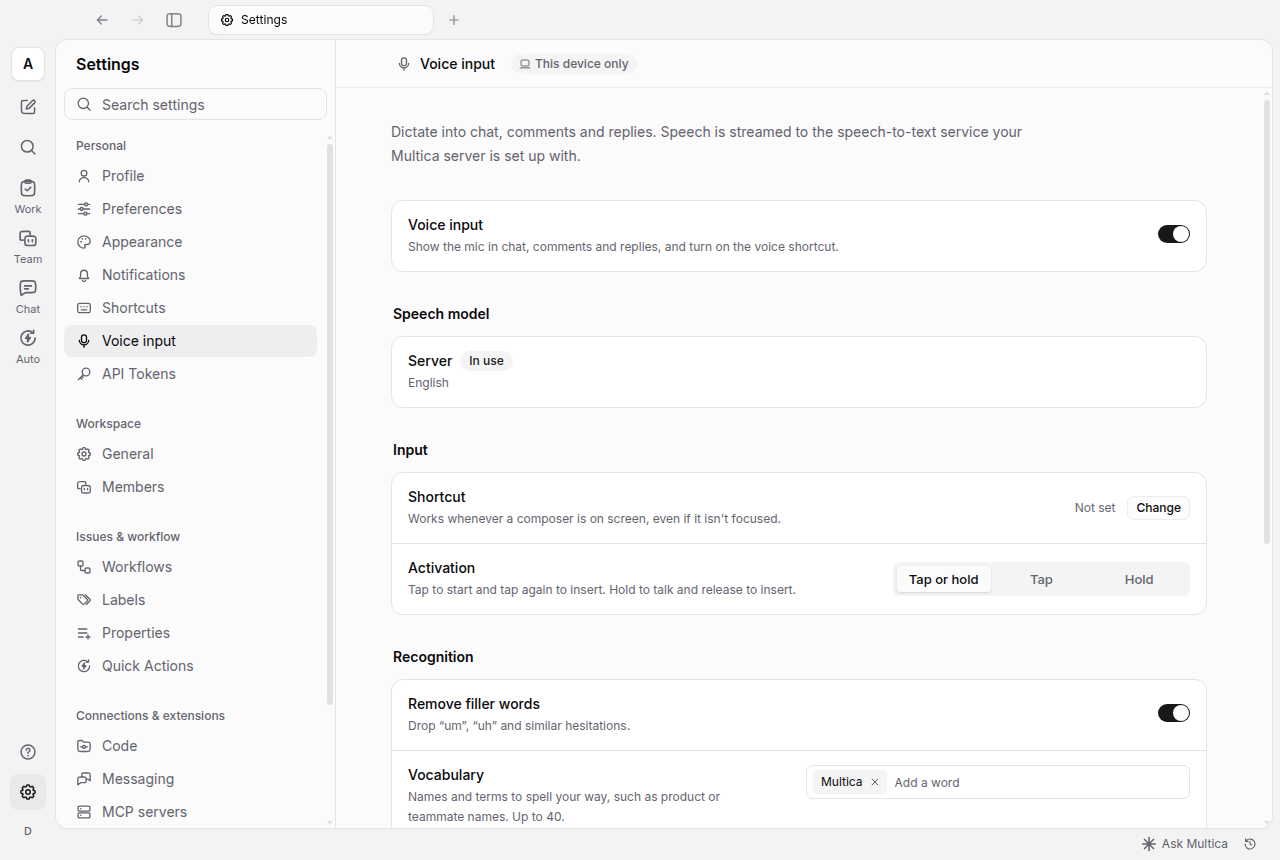 Settings
A
Work
Team
Chat
Auto
D
Settings
Search settings
Personal
Profile
Preferences
Appearance
Notifications
Shortcuts
Voice input
API Tokens
Workspace
General
Members
Issues & workflow
Workflows
Labels
Properties
Quick Actions
Connections & extensions
Code
Messaging
MCP servers
Voice input
This device only
Dictate into chat, comments and replies. Speech is streamed to the speech-to-text service your
Multica server is set up with.
Voice input
Show the mic in chat, comments and replies, and turn on the voice shortcut.
Speech model
Server In use
English
Input
Shortcut
Works whenever a composer is on screen, even if it isn't focused.
Not set Change
Activation
Tap to start and tap again to insert. Hold to talk and release to insert.
Tap or hold Tap Hold
Recognition
Remove filler words
Drop “um”, “uh” and similar hesitations.
Vocabulary
Names and terms to spell your way, such as product or
teammate names. Up to 40.
Multica Add a word
Ask Multica